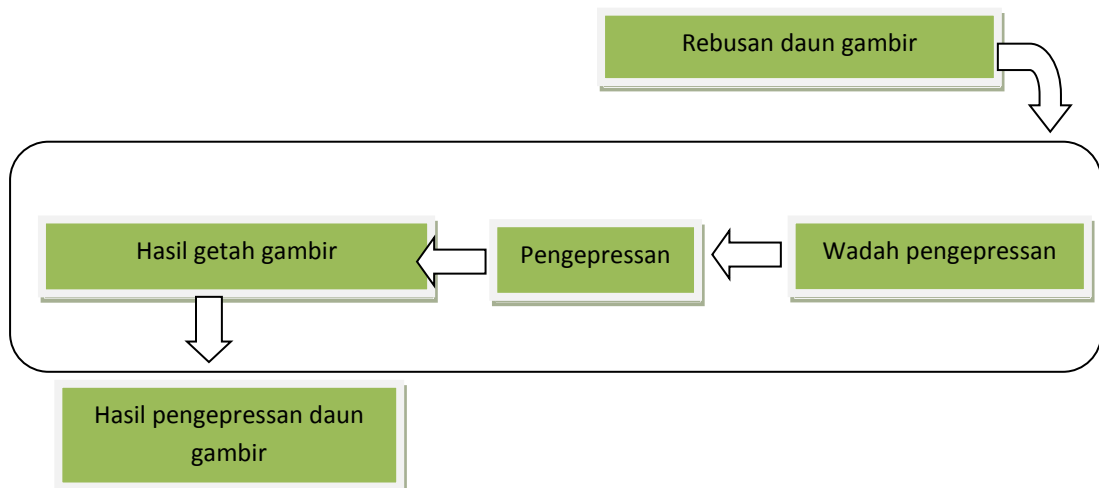 Rebusan daun gambir
Hasil getah gambir
Pengepressan
Wadah pengepressan
Hasil pengepressan daun
gambir